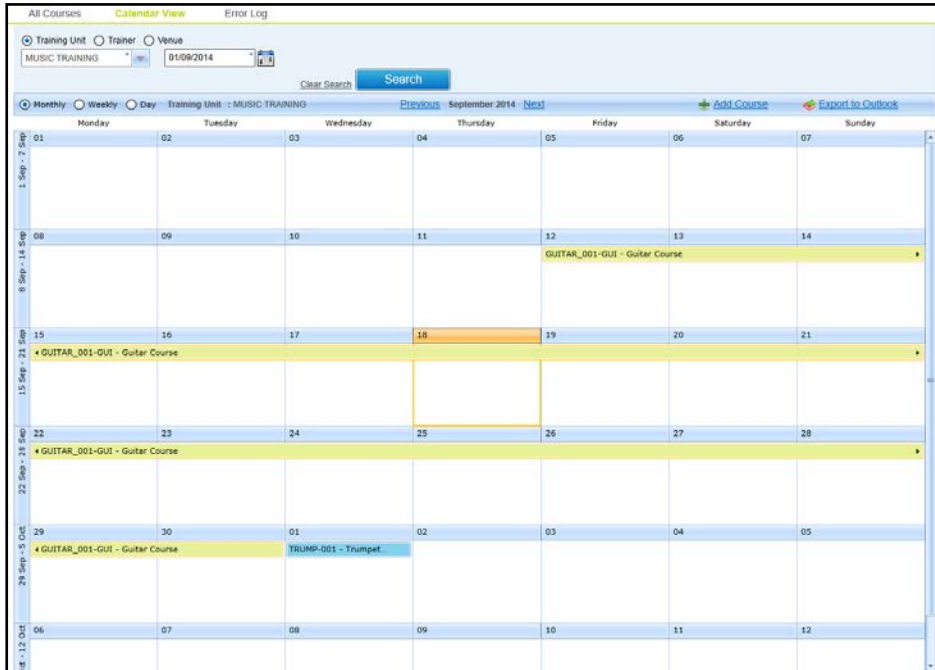 All Courses Calendar View Error Log
Training Unit Trainer Venue
MUSIC TRAINING 01/09/2014
Clear Search Search
Monthly Weekly Day Training Unit : MUSIC TRAINING Previous September 2014 Next Add Course Export to Outlook
Monday Tuesday Wednesday Thursday Friday Saturday Sunday
1 Sep - 7 Sep
01 02 03 04 05 06 07
8 Sep - 14 Sep
08 09 10 11 12 13 14
GUITAR_001-GUI - Guitar Course
15 Sep - 21 Sep
15 16 17 18 19 20 21
GUITAR_001-GUI - Guitar Course
22 Sep - 28 Sep
22 23 24 25 26 27 28
GUITAR_001-GUI - Guitar Course
29 Sep - 5 Oct
29 30 01 02 03 04 05
GUITAR_001-GUI - Guitar Course TRUMP-001 - Trumpet...
- 12 Oct
06 07 08 09 10 11 12